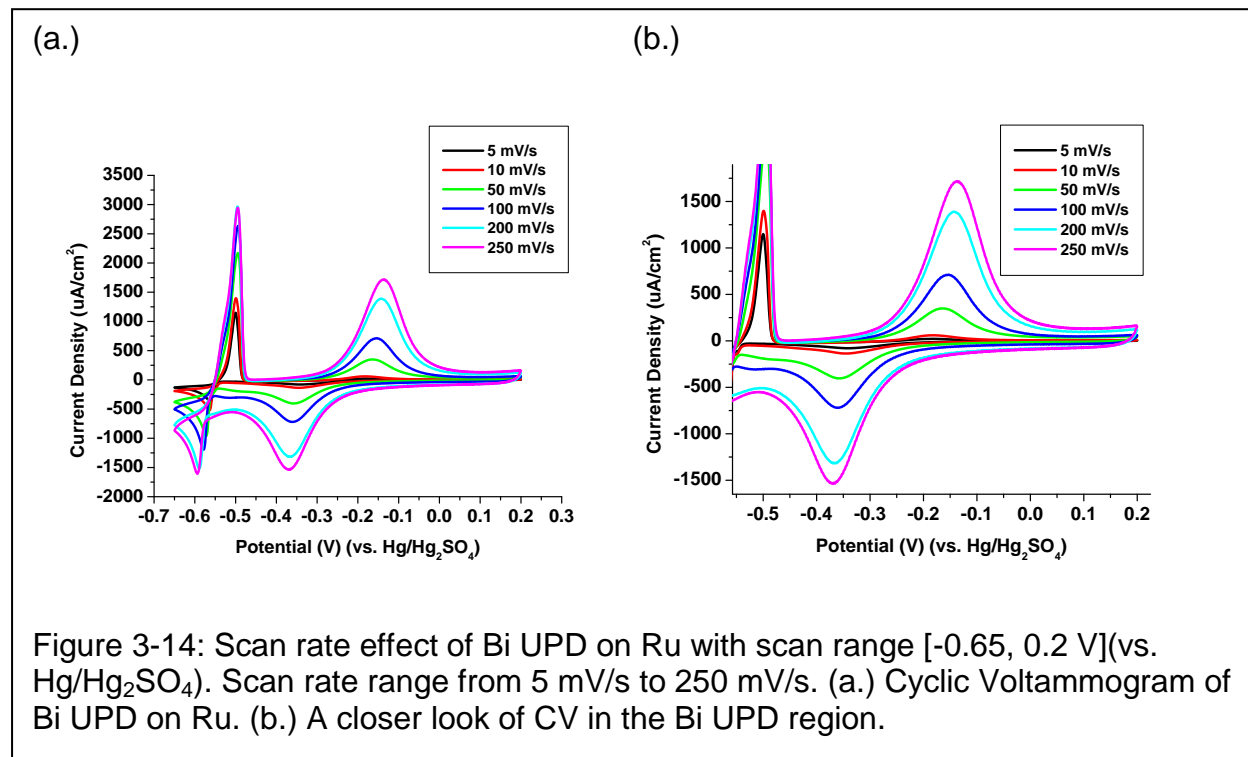 (a.)
(b.)
5 mV/s
10 mV/s
50 mV/s
100 mV/s
200 mV/s
250 mV/s
3500
3000
2500
2000
1500
1000
500
0
-500
-1000
-1500
-2000
Current Density (uA/cm²)
-0.7 -0.6 -0.5 -0.4 -0.3 -0.2 -0.1 0.0 0.1 0.2 0.3
Potential (V) (vs. Hg/Hg₂SO₄)
5 mV/s
10 mV/s
50 mV/s
100 mV/s
200 mV/s
250 mV/s
1500
1000
500
0
-500
-1000
-1500
Current Density (uA/cm²)
-0.5 -0.4 -0.3 -0.2 -0.1 0.0 0.1 0.2
Potential (V) (vs. Hg/Hg₂SO₄)
Figure 3-14: Scan rate effect of Bi UPD on Ru with scan range [-0.65, 0.2 V](vs.
Hg/Hg₂SO₄). Scan rate range from 5 mV/s to 250 mV/s. (a.) Cyclic Voltammogram of
Bi UPD on Ru. (b.) A closer look of CV in the Bi UPD region.